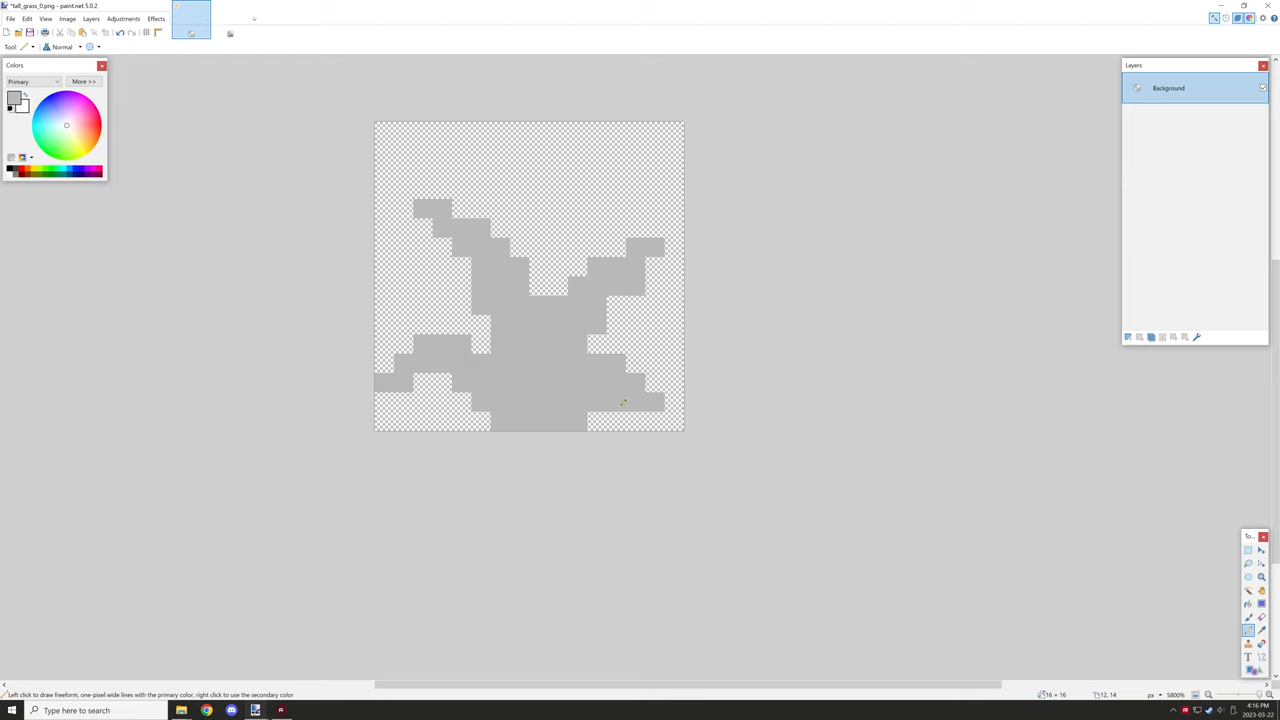 *tall_grass_0.png - paint.net 5.0.2
File Edit View Image Layers Adjustments Effects
Tool: Normal
Colors
Primary More >>
Layers
Background
To...
Left click to draw freeform, one-pixel wide lines with the primary color, right click to use the secondary color
16 × 16 12, 14 px 5800%
Type here to search
4:16 PM
2023-03-22